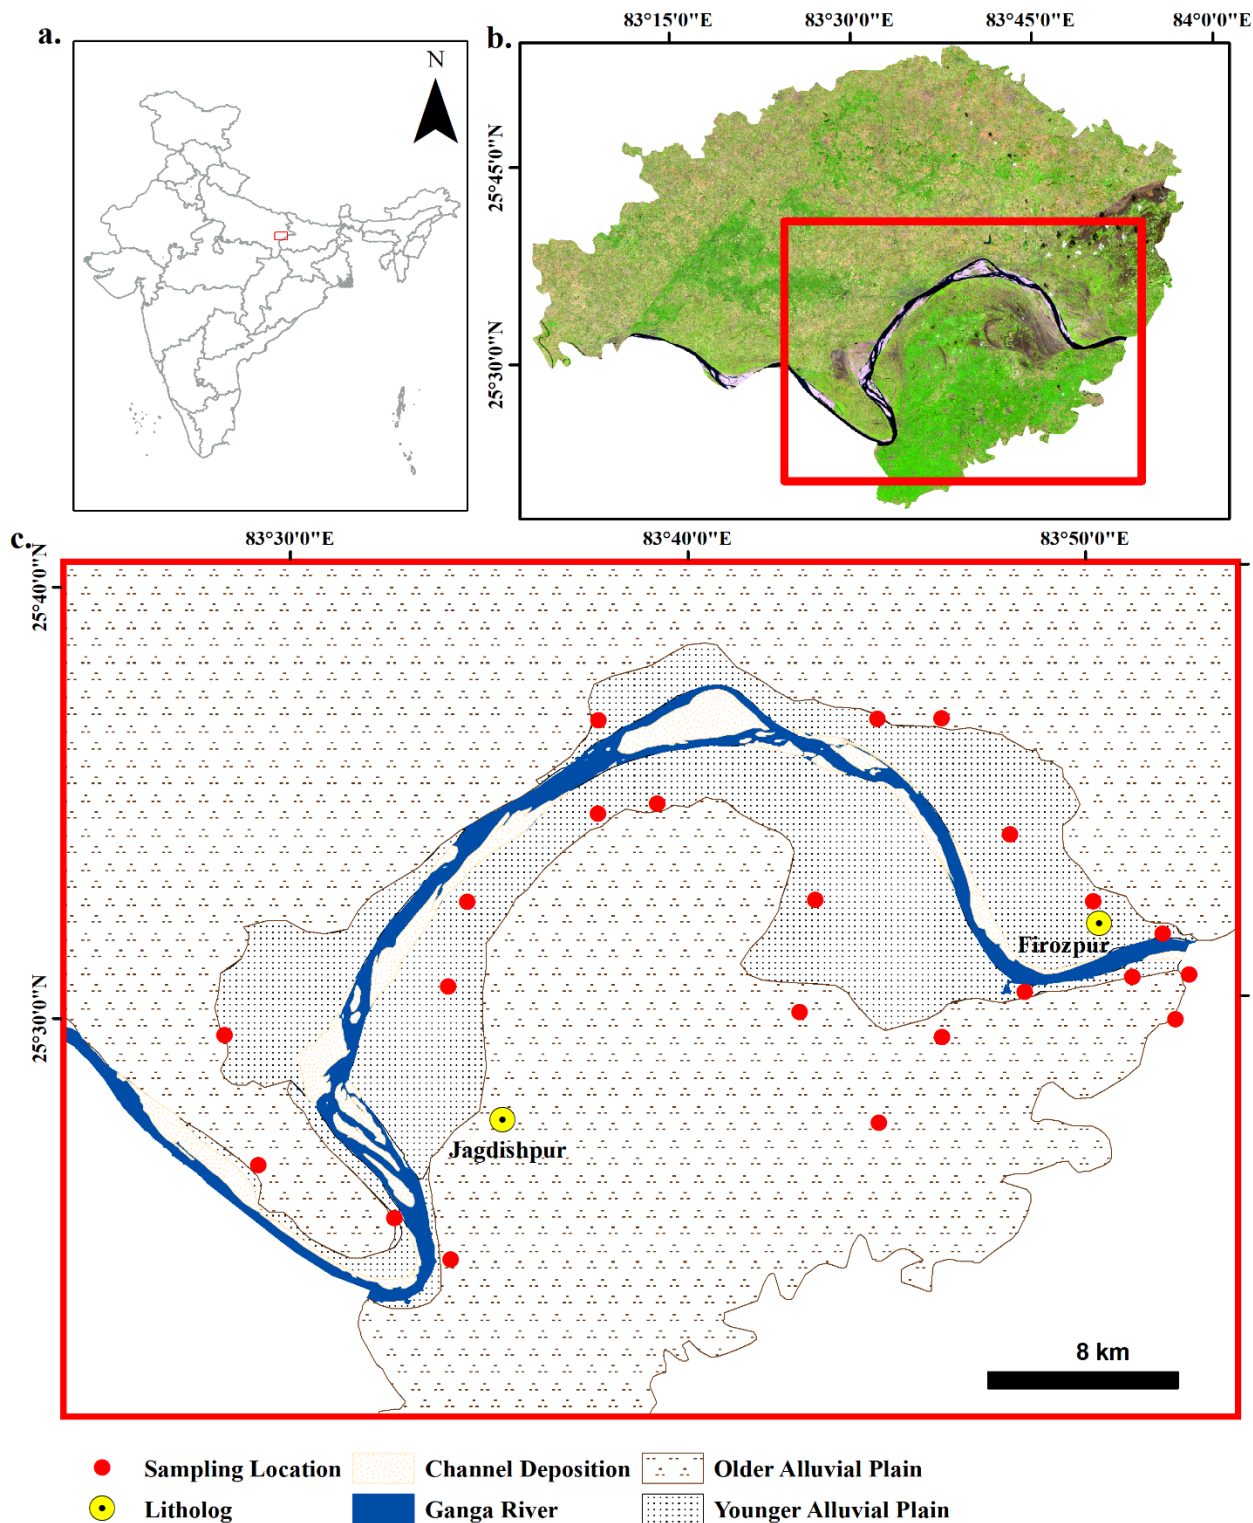 a.
N
b.
83°15'0"E 83°30'0"E 83°45'0"E 84°0'0"E
25°45'0"N
25°30'0"N
c.
83°30'0"E 83°40'0"E 83°50'0"E
25°40'0"N
25°30'0"N
Firozpur
Jagdishpur
8 km
Sampling Location Channel Deposition Older Alluvial Plain
Litholog Ganga River Younger Alluvial Plain